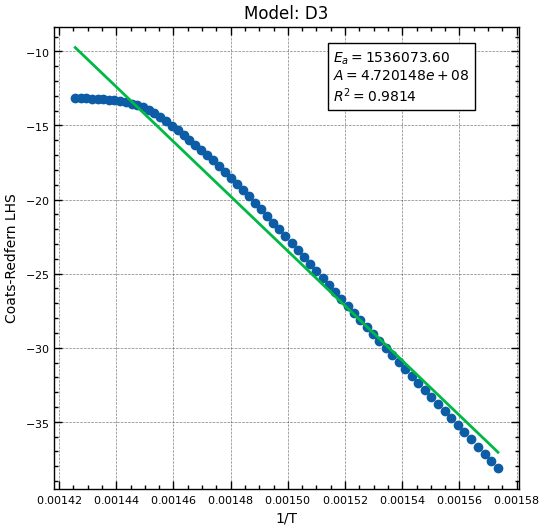 Model: D3
−10
−15
−20
−25
−30
−35
Coats-Redfern LHS
E_a = 1536073.60
A = 4.720148e + 08
R² = 0.9814
0.00142 0.00144 0.00146 0.00148 0.00150 0.00152 0.00154 0.00156 0.00158
1/T